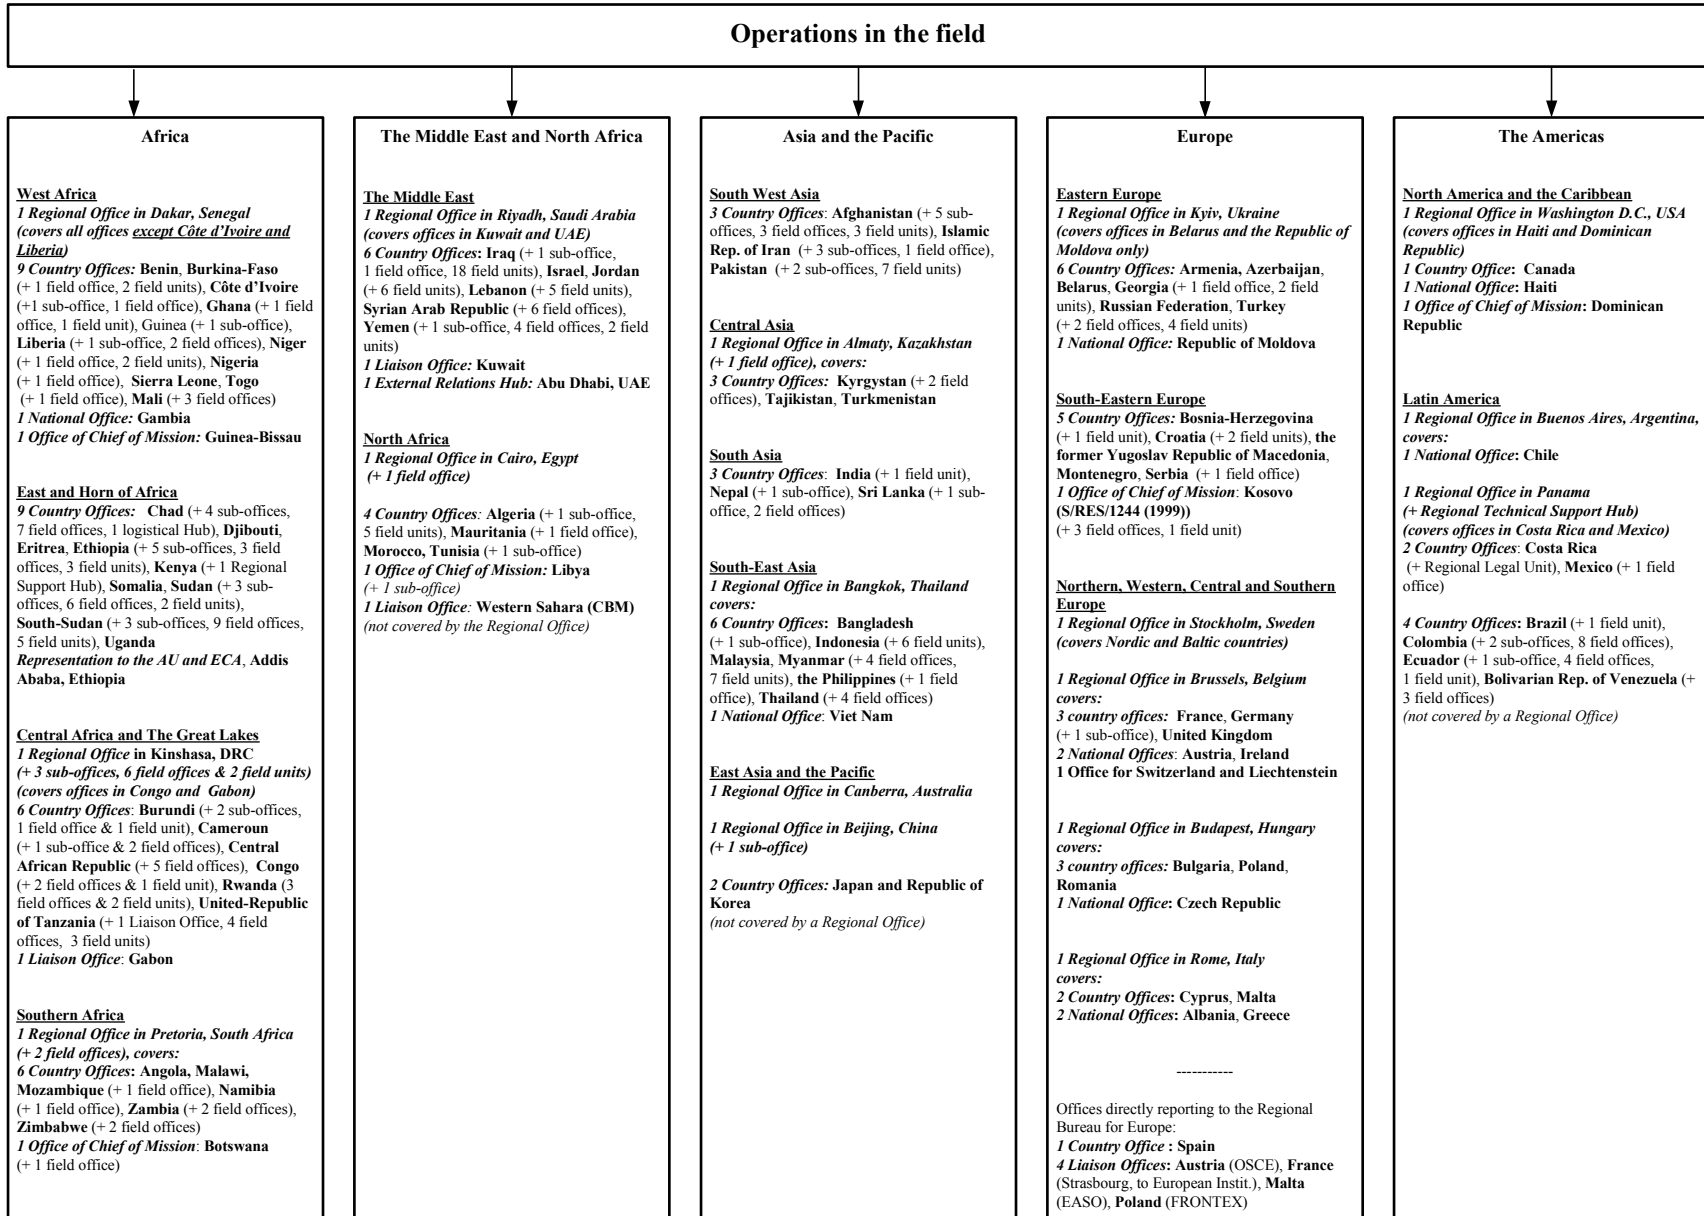 Operations in the field
Africa
West Africa
1 Regional Office in Dakar, Senegal
(covers all offices except Côte d'Ivoire and
Liberia)
9 Country Offices: Benin, Burkina-Faso
(+ 1 field office, 2 field units), Côte d'Ivoire
(+1 sub-office, 1 field office), Ghana (+ 1 field
office, 1 field unit), Guinea (+ 1 sub-office),
Liberia (+ 1 sub-office, 2 field offices), Niger
(+ 1 field office, 2 field units), Nigeria
(+ 1 field office), Sierra Leone, Togo
(+ 1 field office), Mali (+ 3 field offices)
1 National Office: Gambia
1 Office of Chief of Mission: Guinea-Bissau
East and Horn of Africa
9 Country Offices: Chad (+ 4 sub-offices,
7 field offices, 1 logistical Hub), Djibouti,
Eritrea, Ethiopia (+ 5 sub-offices, 3 field
offices, 3 field units), Kenya (+ 1 Regional
Support Hub), Somalia, Sudan (+ 3 sub-
offices, 6 field offices, 2 field units),
South-Sudan (+ 3 sub-offices, 9 field offices,
5 field units), Uganda
Representation to the AU and ECA, Addis
Ababa, Ethiopia
Central Africa and The Great Lakes
1 Regional Office in Kinshasa, DRC
(+ 3 sub-offices, 6 field offices & 2 field units)
(covers offices in Congo and Gabon)
6 Country Offices: Burundi (+ 2 sub-offices,
1 field office & 1 field unit), Cameroun
(+ 1 sub-office & 2 field offices), Central
African Republic (+ 5 field offices), Congo
(+ 2 field offices & 1 field unit), Rwanda (3
field offices & 2 field units), United-Republic
of Tanzania (+ 1 Liaison Office, 4 field
offices, 3 field units)
1 Liaison Office: Gabon
Southern Africa
1 Regional Office in Pretoria, South Africa
(+ 2 field offices), covers:
6 Country Offices: Angola, Malawi,
Mozambique (+ 1 field office), Namibia
(+ 1 field office), Zambia (+ 2 field offices),
Zimbabwe (+ 2 field offices)
1 Office of Chief of Mission: Botswana
(+ 1 field office)
The Middle East and North Africa
The Middle East
1 Regional Office in Riyadh, Saudi Arabia
(covers offices in Kuwait and UAE)
6 Country Offices: Iraq (+ 1 sub-office,
1 field office, 18 field units), Israel, Jordan
(+ 6 field units), Lebanon (+ 5 field units),
Syrian Arab Republic (+ 6 field offices),
Yemen (+ 1 sub-office, 4 field offices, 2 field
units)
1 Liaison Office: Kuwait
1 External Relations Hub: Abu Dhabi, UAE
North Africa
1 Regional Office in Cairo, Egypt
(+ 1 field office)
4 Country Offices: Algeria (+ 1 sub-office,
5 field units), Mauritania (+ 1 field office),
Morocco, Tunisia (+ 1 sub-office)
1 Office of Chief of Mission: Libya
(+ 1 sub-office)
1 Liaison Office: Western Sahara (CBM)
(not covered by the Regional Office)
Asia and the Pacific
South West Asia
3 Country Offices: Afghanistan (+ 5 sub-
offices, 3 field offices, 3 field units), Islamic
Rep. of Iran (+ 3 sub-offices, 1 field office),
Pakistan (+ 2 sub-offices, 7 field units)
Central Asia
1 Regional Office in Almaty, Kazakhstan
(+ 1 field office), covers:
3 Country Offices: Kyrgystan (+ 2 field
offices), Tajikistan, Turkmenistan
South Asia
3 Country Offices: India (+ 1 field unit),
Nepal (+ 1 sub-office), Sri Lanka (+ 1 sub-
office, 2 field offices)
South-East Asia
1 Regional Office in Bangkok, Thailand
covers:
6 Country Offices: Bangladesh
(+ 1 sub-office), Indonesia (+ 6 field units),
Malaysia, Myanmar (+ 4 field offices,
7 field units), the Philippines (+ 1 field
office), Thailand (+ 4 field offices)
1 National Office: Viet Nam
East Asia and the Pacific
1 Regional Office in Canberra, Australia
1 Regional Office in Beijing, China
(+ 1 sub-office)
2 Country Offices: Japan and Republic of
Korea
(not covered by a Regional Office)
Europe
Eastern Europe
1 Regional Office in Kyiv, Ukraine
(covers offices in Belarus and the Republic of
Moldova only)
6 Country Offices: Armenia, Azerbaijan,
Belarus, Georgia (+ 1 field office, 2 field
units), Russian Federation, Turkey
(+ 2 field offices, 4 field units)
1 National Office: Republic of Moldova
South-Eastern Europe
5 Country Offices: Bosnia-Herzegovina
(+ 1 field unit), Croatia (+ 2 field units), the
former Yugoslav Republic of Macedonia,
Montenegro, Serbia (+ 1 field office)
1 Office of Chief of Mission: Kosovo
(S/RES/1244 (1999))
(+ 3 field offices, 1 field unit)
Northern, Western, Central and Southern
Europe
1 Regional Office in Stockholm, Sweden
(covers Nordic and Baltic countries)
1 Regional Office in Brussels, Belgium
covers:
3 country offices: France, Germany
(+ 1 sub-office), United Kingdom
2 National Offices: Austria, Ireland
1 Office for Switzerland and Liechtenstein
1 Regional Office in Budapest, Hungary
covers:
3 country offices: Bulgaria, Poland,
Romania
1 National Office: Czech Republic
1 Regional Office in Rome, Italy
covers:
2 Country Offices: Cyprus, Malta
2 National Offices: Albania, Greece
-----------
Offices directly reporting to the Regional
Bureau for Europe:
1 Country Office : Spain
4 Liaison Offices: Austria (OSCE), France
(Strasbourg, to European Instit.), Malta
(EASO), Poland (FRONTEX)
The Americas
North America and the Caribbean
1 Regional Office in Washington D.C., USA
(covers offices in Haiti and Dominican
Republic)
1 Country Office: Canada
1 National Office: Haiti
1 Office of Chief of Mission: Dominican
Republic
Latin America
1 Regional Office in Buenos Aires, Argentina,
covers:
1 National Office: Chile
1 Regional Office in Panama
(+ Regional Technical Support Hub)
(covers offices in Costa Rica and Mexico)
2 Country Offices: Costa Rica
(+ Regional Legal Unit), Mexico (+ 1 field
office)
4 Country Offices: Brazil (+ 1 field unit),
Colombia (+ 2 sub-offices, 8 field offices),
Ecuador (+ 1 sub-office, 4 field offices,
1 field unit), Bolivarian Rep. of Venezuela (+
3 field offices)
(not covered by a Regional Office)